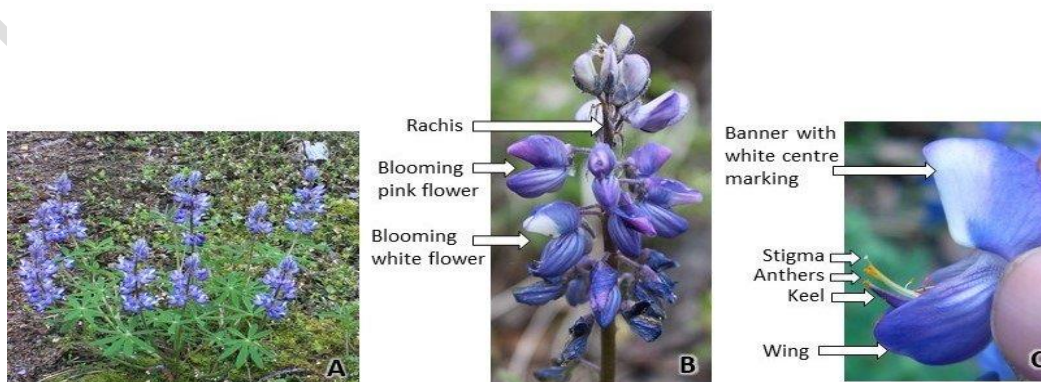 A
Rachis
Blooming
pink flower
Blooming
white flower
B
Banner with
white centre
marking
Stigma
Anthers
Keel
Wing
C